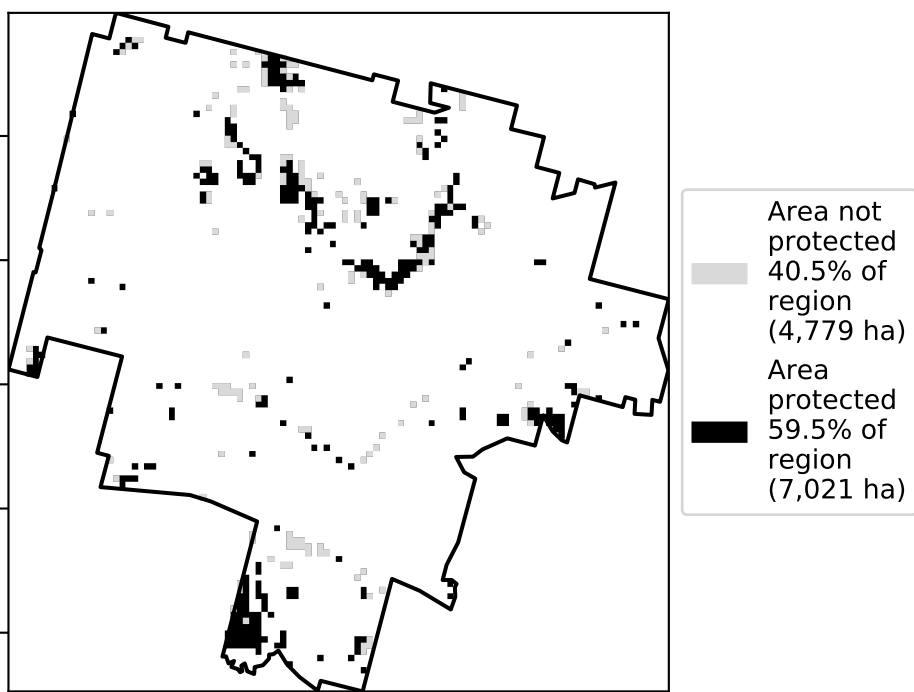 Area not
protected
40.5% of
region
(4,779 ha)
Area
protected
59.5% of
region
(7,021 ha)